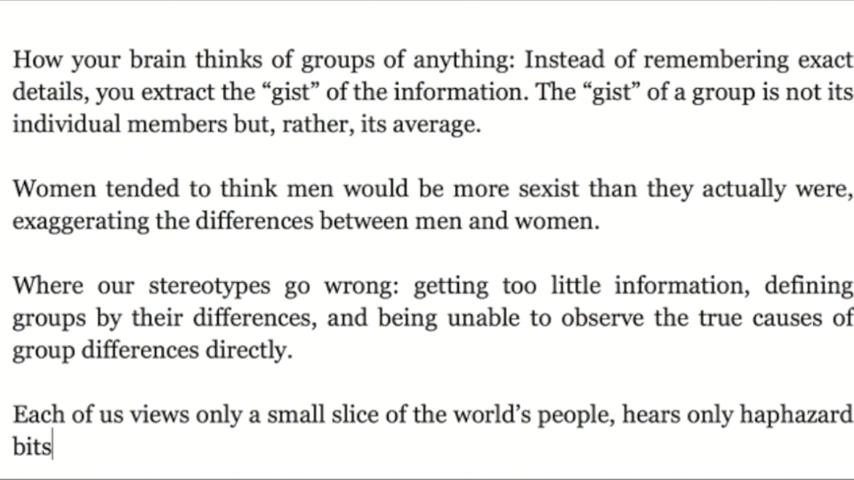 How your brain thinks of groups of anything: Instead of remembering exact
details, you extract the “gist” of the information. The “gist” of a group is not its
individual members but, rather, its average.
Women tended to think men would be more sexist than they actually were,
exaggerating the differences between men and women.
Where our stereotypes go wrong: getting too little information, defining
groups by their differences, and being unable to observe the true causes of
group differences directly.
Each of us views only a small slice of the world’s people, hears only haphazard
bits